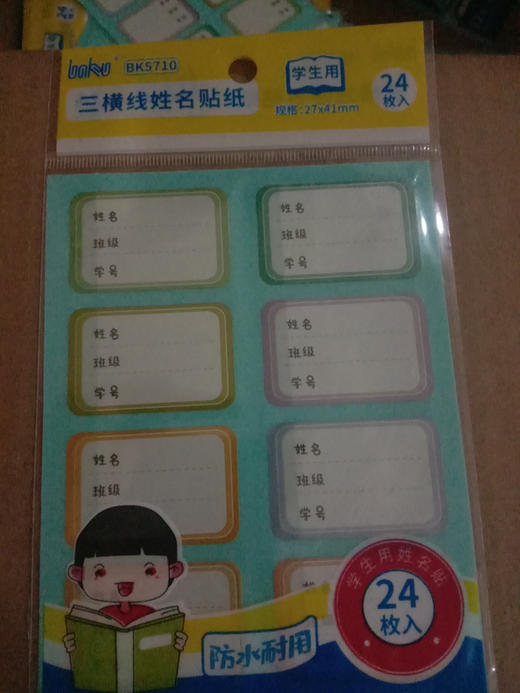 BK5710
学生用
24
枚入
三横线姓名贴纸
规格:27x41mm
姓名
班级
学号
姓名
班级
学号
姓名
班级
学号
姓名
班级
学号
姓名
班级
姓名
班级
学号
学生用姓名贴
24
枚入
防水耐用